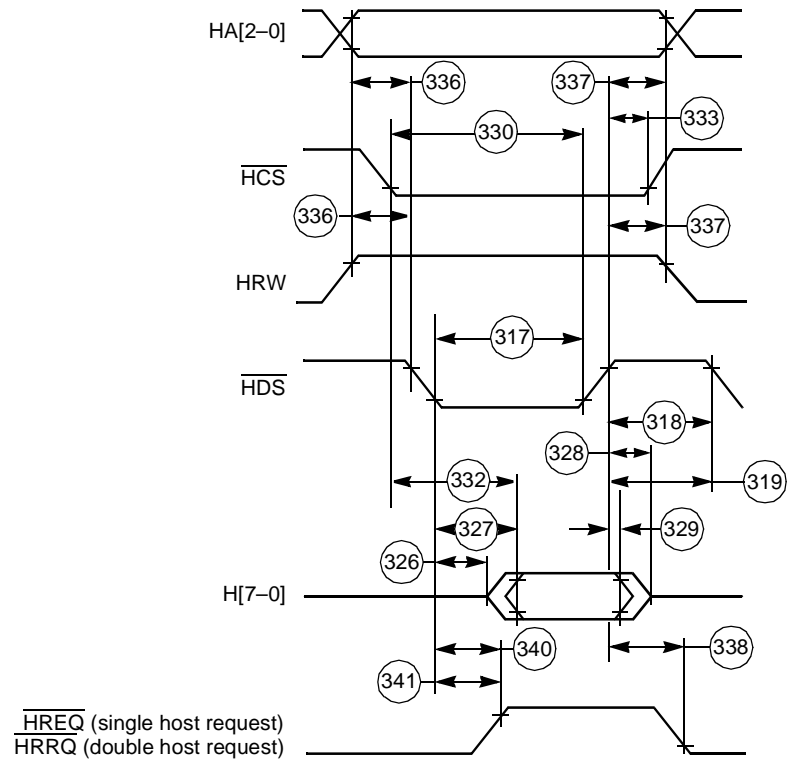 HA[2–0]
336
337
333
330
HCS
336
337
HRW
317
HDS
318
328
332
319
327
329
326
H[7–0]
340
338
341
HREQ (single host request)
HRRQ (double host request)